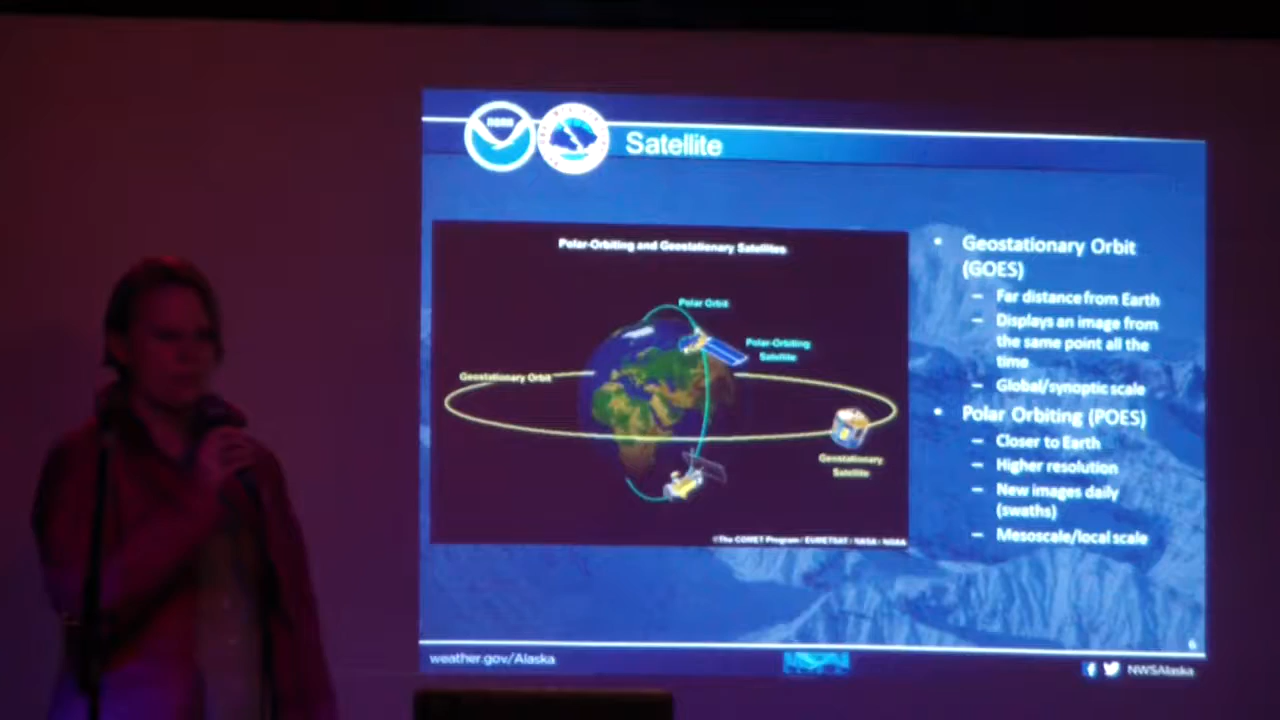 NOAA
Satellite
Polar-Orbiting and Geostationary Satellites
Polar Orbit
Polar-Orbiting
Satellite
Geostationary Orbit
Geostationary
Satellite
©The COMET Program / EUMETSAT / NASA / NOAA
• Geostationary Orbit
(GOES)
– Far distance from Earth
– Displays an image from
the same point all the
time
– Global/synoptic scale
• Polar Orbiting (POES)
– Closer to Earth
– Higher resolution
– New images daily
(swaths)
– Mesoscale/local scale
6
weather.gov/Alaska
NWSAlaska